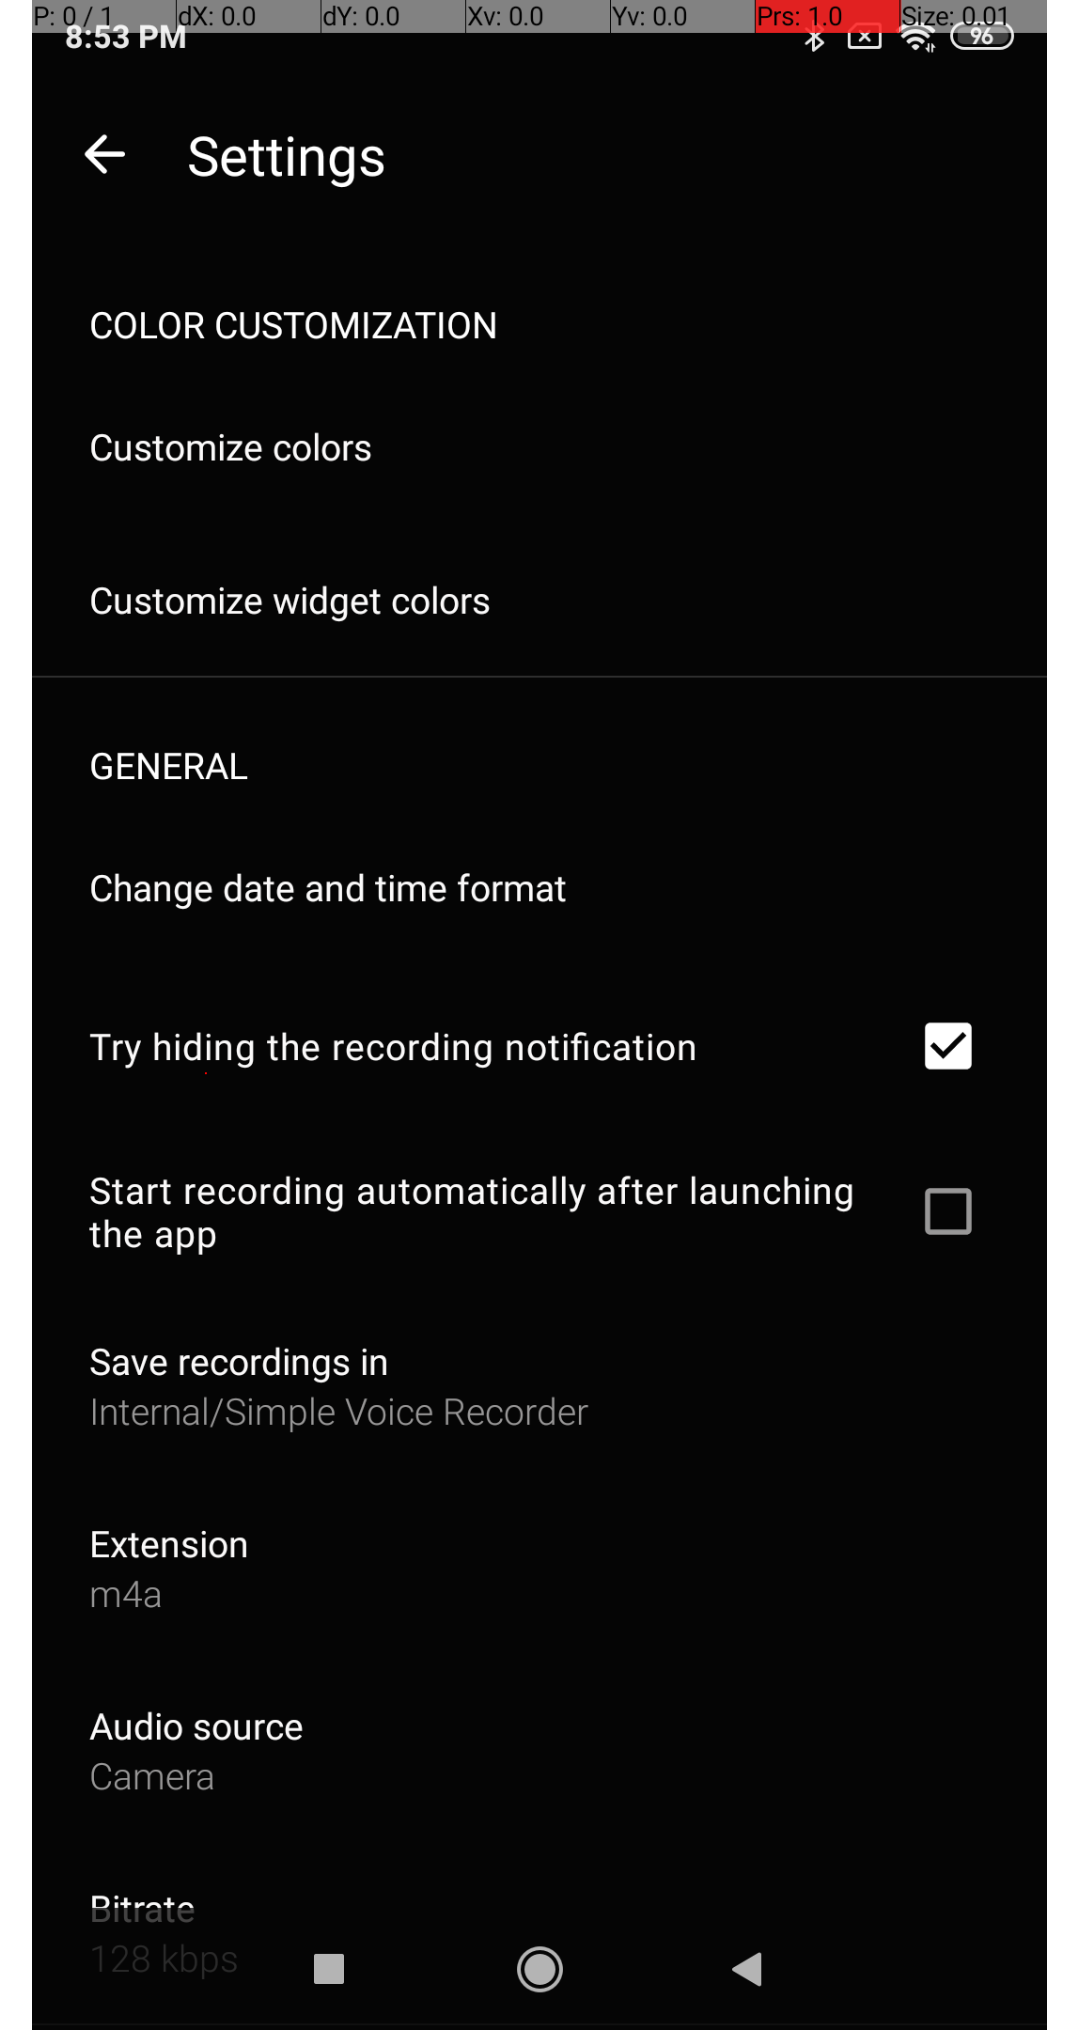 P: 0 / 1 dX: 0.0 dY: 0.0 Xv: 0.0 Yv: 0.0 Prs: 1.0 Size: 0.01
8:53 PM 96
Settings
COLOR CUSTOMIZATION
Customize colors
Customize widget colors
GENERAL
Change date and time format
Try hiding the recording notification
Start recording automatically after launching
the app
Save recordings in
Internal/Simple Voice Recorder
Extension
m4a
Audio source
Camera
Bitrate
128 kbps